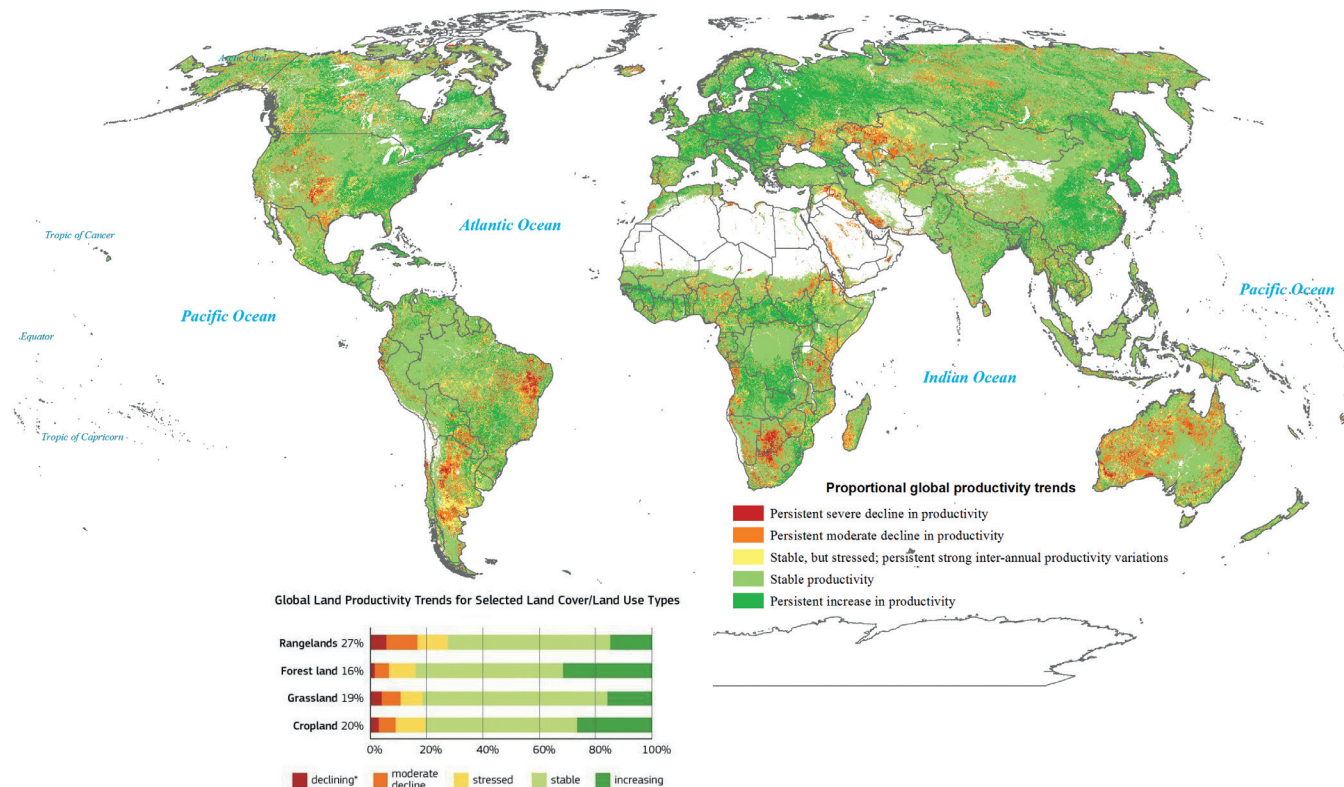 Arctic Circle
Tropic of Cancer
Atlantic Ocean
Pacific Ocean
Pacific Ocean
Equator
Indian Ocean
Tropic of Capricorn
Proportional global productivity trends
Persistent severe decline in productivity
Persistent moderate decline in productivity
Stable, but stressed; persistent strong inter-annual productivity variations
Stable productivity
Persistent increase in productivity
Global Land Productivity Trends for Selected Land Cover/Land Use Types
Rangelands 27%
Forest land 16%
Grassland 19%
Cropland 20%
0% 20% 40% 60% 80% 100%
declining* moderate decline stressed stable increasing